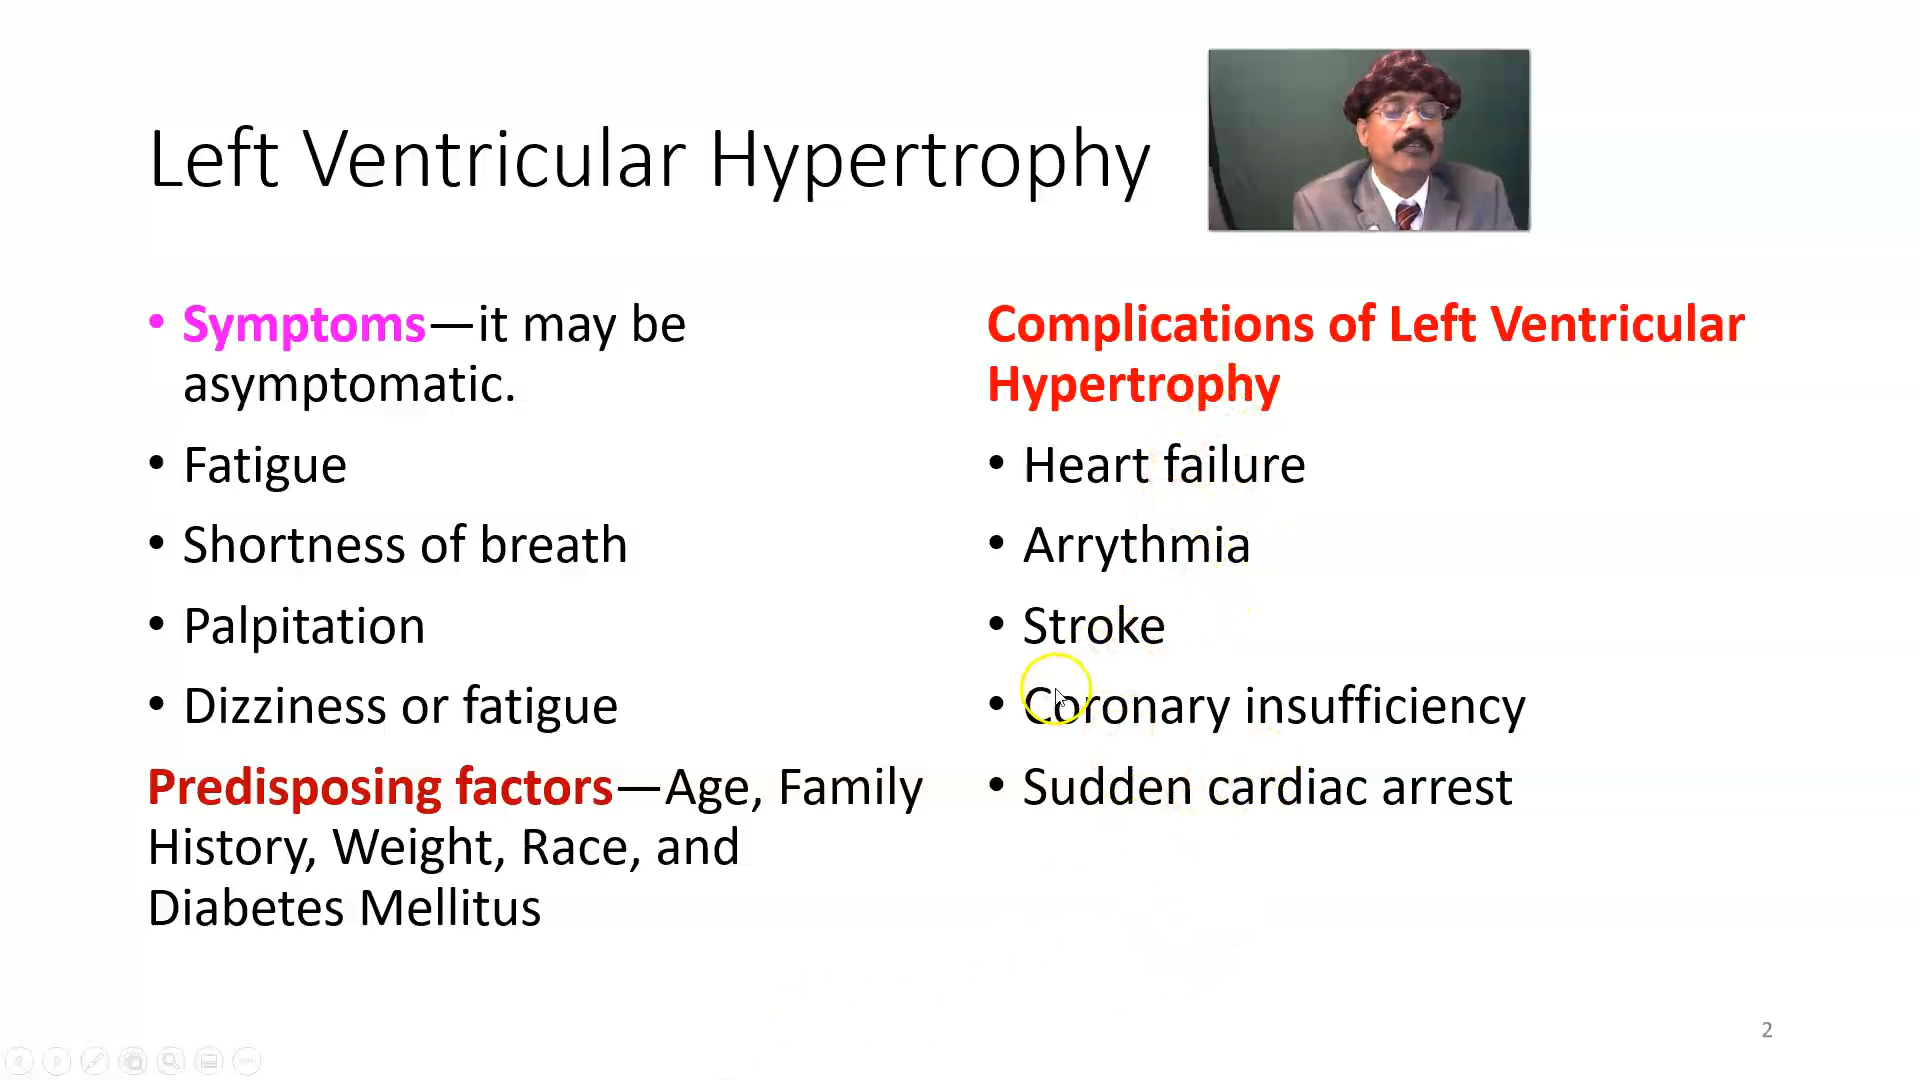 Left Ventricular Hypertrophy
• Symptoms—it may be
asymptomatic.
• Fatigue
• Shortness of breath
• Palpitation
• Dizziness or fatigue
Predisposing factors—Age, Family
History, Weight, Race, and
Diabetes Mellitus
Complications of Left Ventricular
Hypertrophy
• Heart failure
• Arrythmia
• Stroke
• Coronary insufficiency
• Sudden cardiac arrest
2